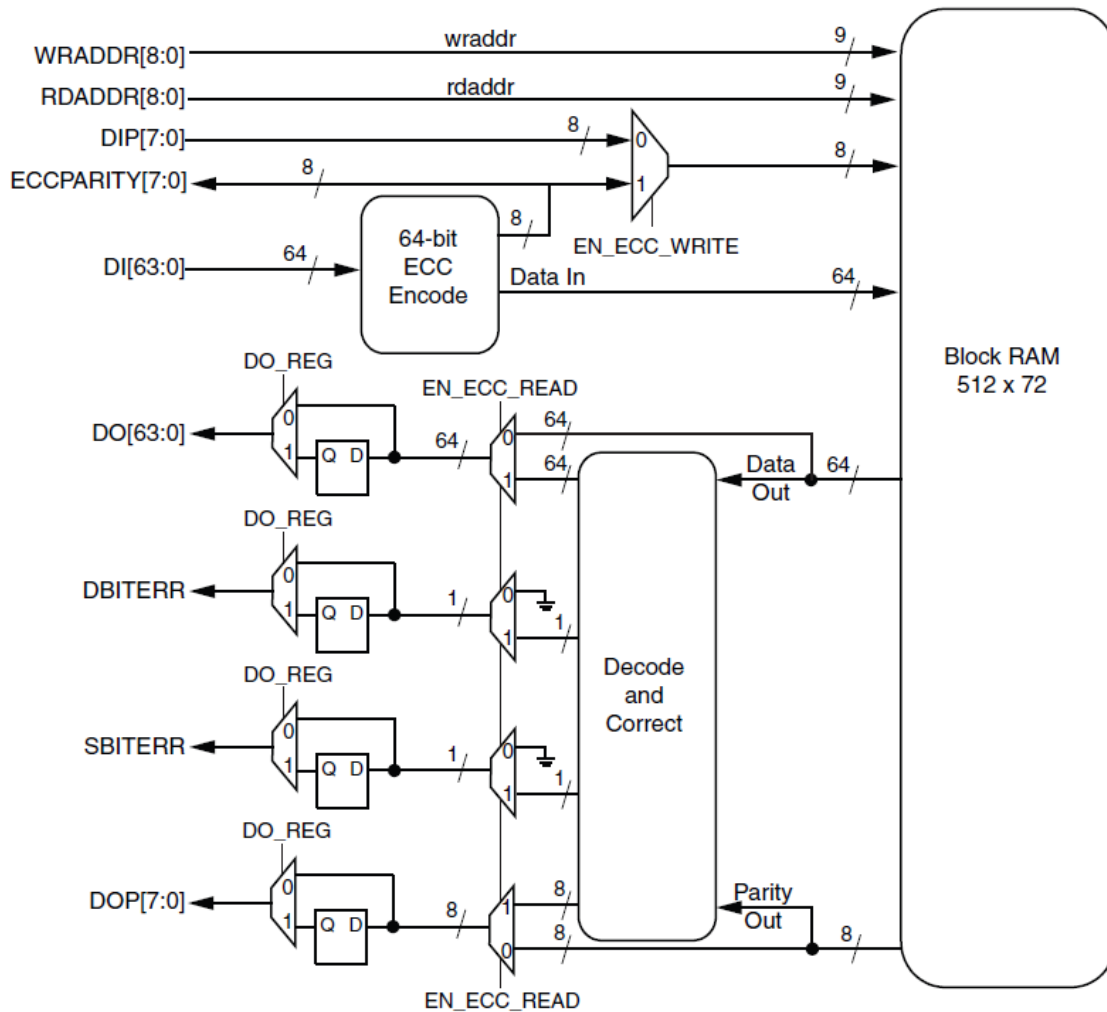 WRADDR[8:0]
wraddr
9
RDADDR[8:0]
rdaddr
9
DIP[7:0]
8
0
8
ECCPARITY[7:0]
8
1
8
EN_ECC_WRITE
DI[63:0]
64
64-bit
ECC
Encode
Data In
64
Block RAM
512 x 72
DO_REG
EN_ECC_READ
DO[63:0]
0
1
Q D
64
0
1
64
64
Data
Out
64
DO_REG
DBITERR
0
1
Q D
1
0
1
1
Decode
and
Correct
DO_REG
SBITERR
0
1
Q D
1
0
1
1
DO_REG
DOP[7:0]
0
1
Q D
8
1
0
8
8
Parity
Out
8
EN_ECC_READ